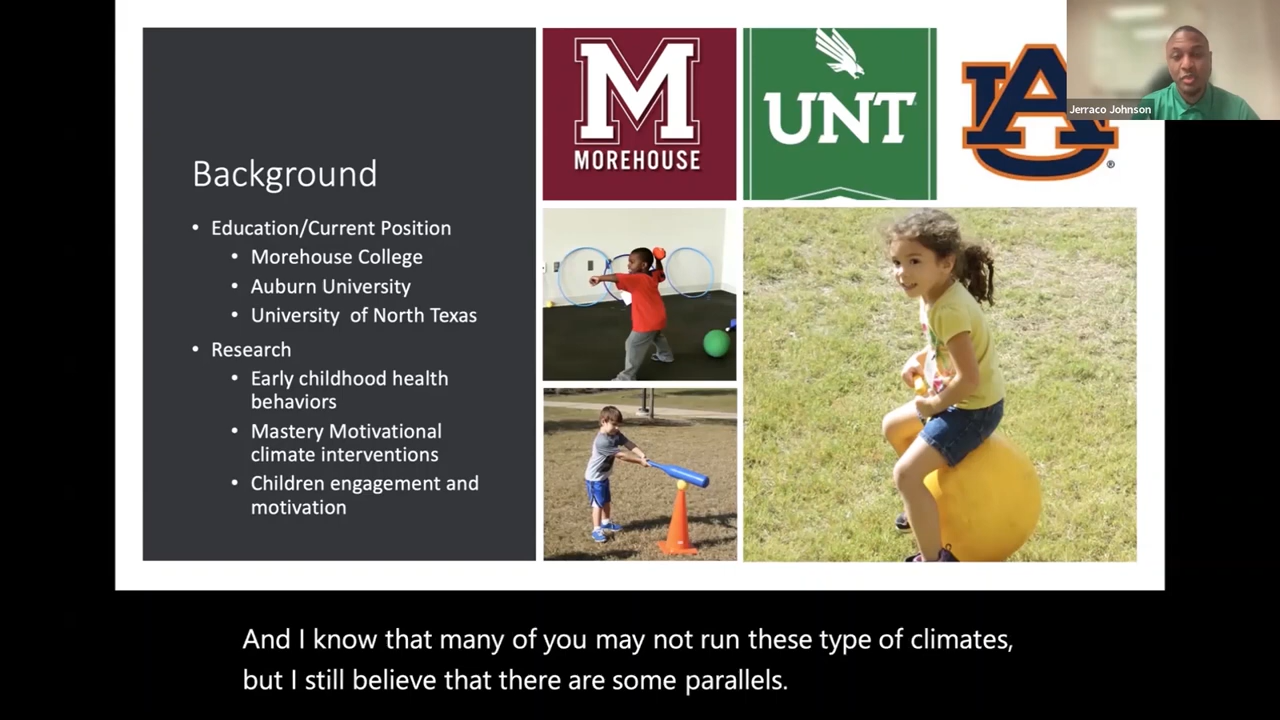 Background
• Education/Current Position
• Morehouse College
• Auburn University
• University of North Texas
• Research
• Early childhood health
behaviors
• Mastery Motivational
climate interventions
• Children engagement and
motivation
M
MOREHOUSE
UNT
AU
®
Jerraco Johnson
And I know that many of you may not run these type of climates,
but I still believe that there are some parallels.